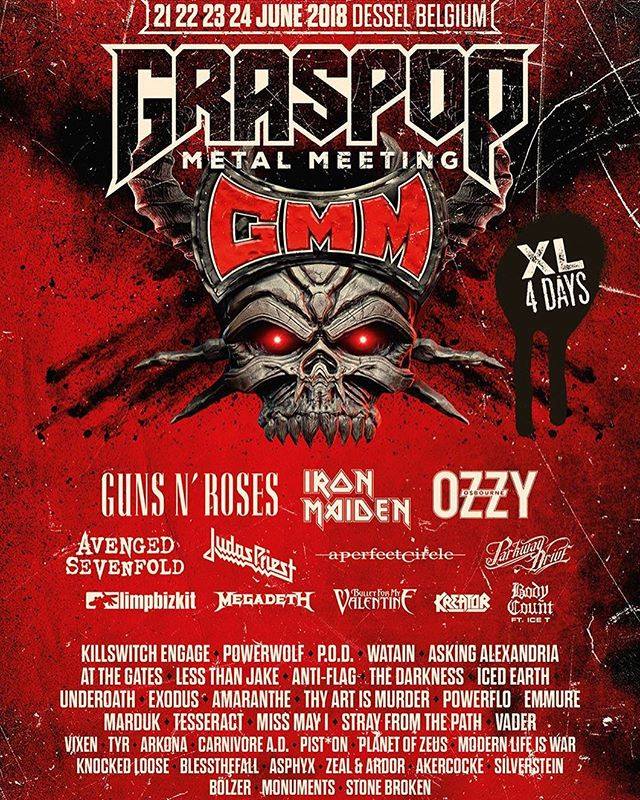 21 22 23 24 JUNE 2018 DESSEL BELGIUM
GRASPOP
METAL MEETING
GMM
XL
4 DAYS
GUNS N' ROSES IRON MAIDEN OZZY OSBOURNE
AVENGED SEVENFOLD Judas Priest aperfectcircle Parkway Drive
limpbizkit MEGADETH BULLET FOR MY VALENTINE KREATOR Body Count FT. ICE T
KILLSWITCH ENGAGE • POWERWOLF • P.O.D. • WATAIN • ASKING ALEXANDRIA
AT THE GATES • LESS THAN JAKE • ANTI-FLAG • THE DARKNESS • ICED EARTH
UNDEROATH • EXODUS • AMARANTHE • THY ART IS MURDER • POWERFLO • EMMURE
MARDUK • TESSERACT • MISS MAY I • STRAY FROM THE PATH • VADER
VIXEN • TYR • ARKONA • CARNIVORE A.D. • PIST*ON • PLANET OF ZEUS • MODERN LIFE IS WAR
KNOCKED LOOSE • BLESSTHEFALL • ASPHYX • ZEAL & ARDOR • AKERCOCKE • SILVERSTEIN
BÖLZER • MONUMENTS • STONE BROKEN